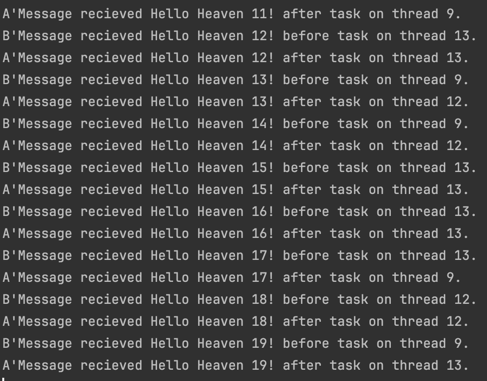 A'Message recieved Hello Heaven 11! after task on thread 9.
B'Message recieved Hello Heaven 12! before task on thread 13.
A'Message recieved Hello Heaven 12! after task on thread 13.
B'Message recieved Hello Heaven 13! before task on thread 9.
A'Message recieved Hello Heaven 13! after task on thread 12.
B'Message recieved Hello Heaven 14! before task on thread 9.
A'Message recieved Hello Heaven 14! after task on thread 12.
B'Message recieved Hello Heaven 15! before task on thread 13.
A'Message recieved Hello Heaven 15! after task on thread 13.
B'Message recieved Hello Heaven 16! before task on thread 13.
A'Message recieved Hello Heaven 16! after task on thread 13.
B'Message recieved Hello Heaven 17! before task on thread 13.
A'Message recieved Hello Heaven 17! after task on thread 9.
B'Message recieved Hello Heaven 18! before task on thread 12.
A'Message recieved Hello Heaven 18! after task on thread 12.
B'Message recieved Hello Heaven 19! before task on thread 9.
A'Message recieved Hello Heaven 19! after task on thread 13.